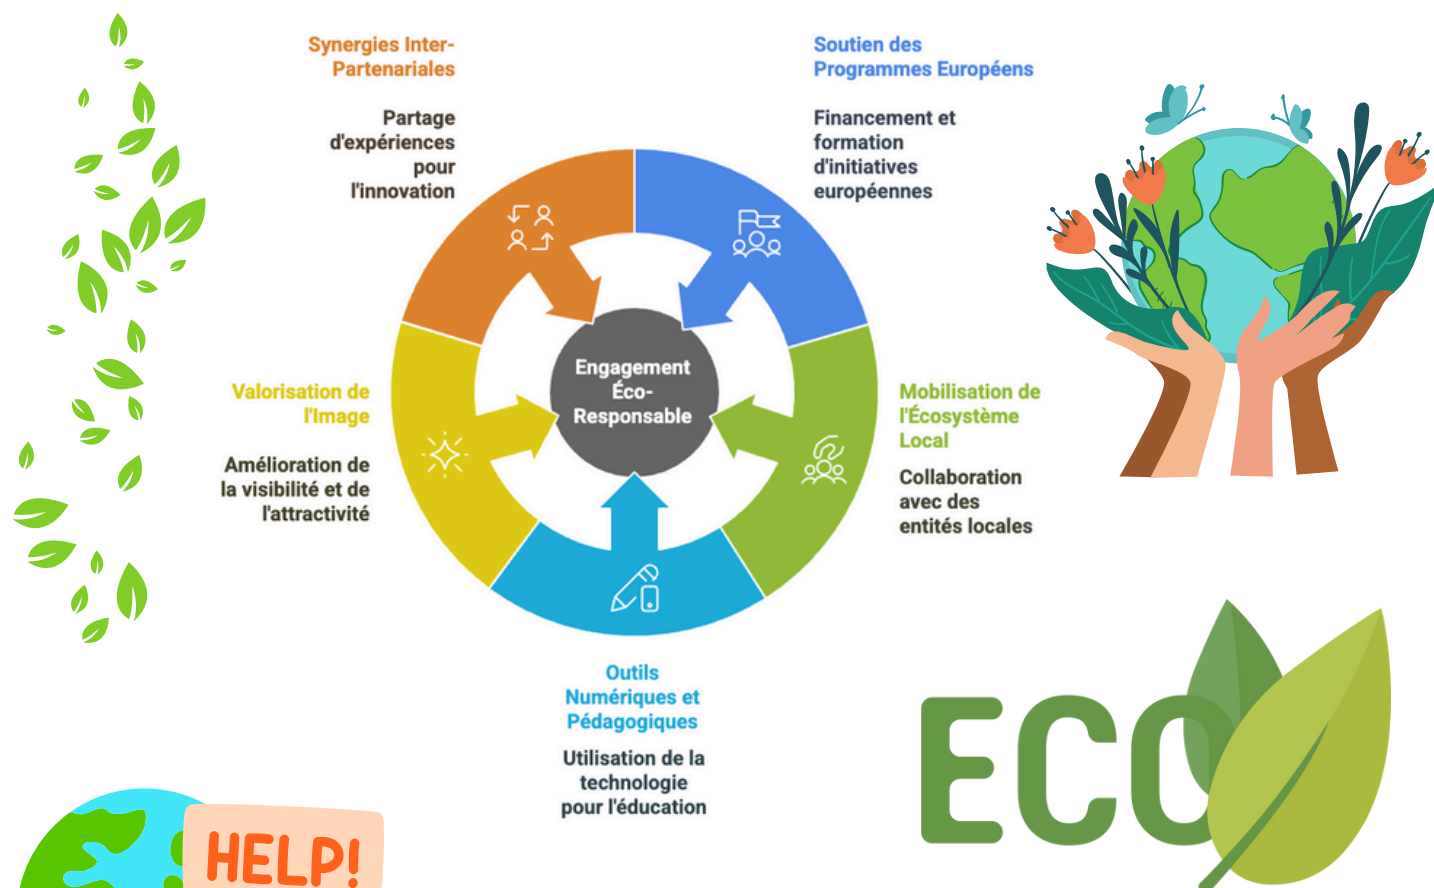 Synergies Inter-
Partenariales
Partage
d'expériences
pour
l'innovation
Soutien des
Programmes Européens
Financement et
formation
d'initiatives
européennes
Engagement
Éco-
Responsable
Valorisation de
l'Image
Amélioration de
la visibilité et de
l'attractivité
Mobilisation de
l'Écosystème
Local
Collaboration
avec des
entités locales
Outils
Numériques et
Pédagogiques
Utilisation de la
technologie
pour l'éducation
ECO
HELP!